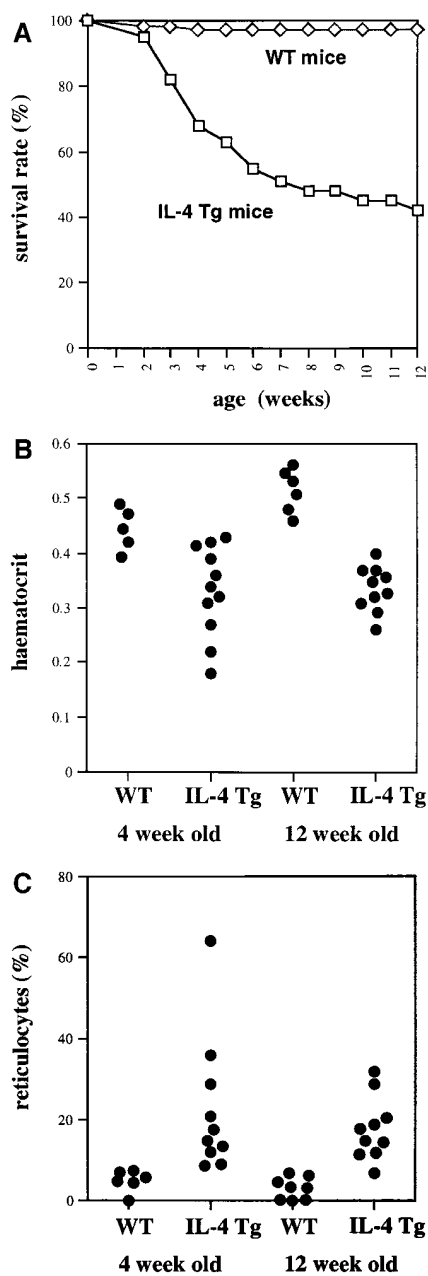 A
survival rate (%)
100
80
60
40
20
0
WT mice
IL-4 Tg mice
0 1 2 3 4 5 6 7 8 9 10 11 12
age (weeks)
B
haematocrit
0.6
0.5
0.4
0.3
0.2
0.1
0
WT IL-4 Tg WT IL-4 Tg
4 week old 12 week old
C
reticulocytes (%)
80
60
40
20
0
WT IL-4 Tg WT IL-4 Tg
4 week old 12 week old